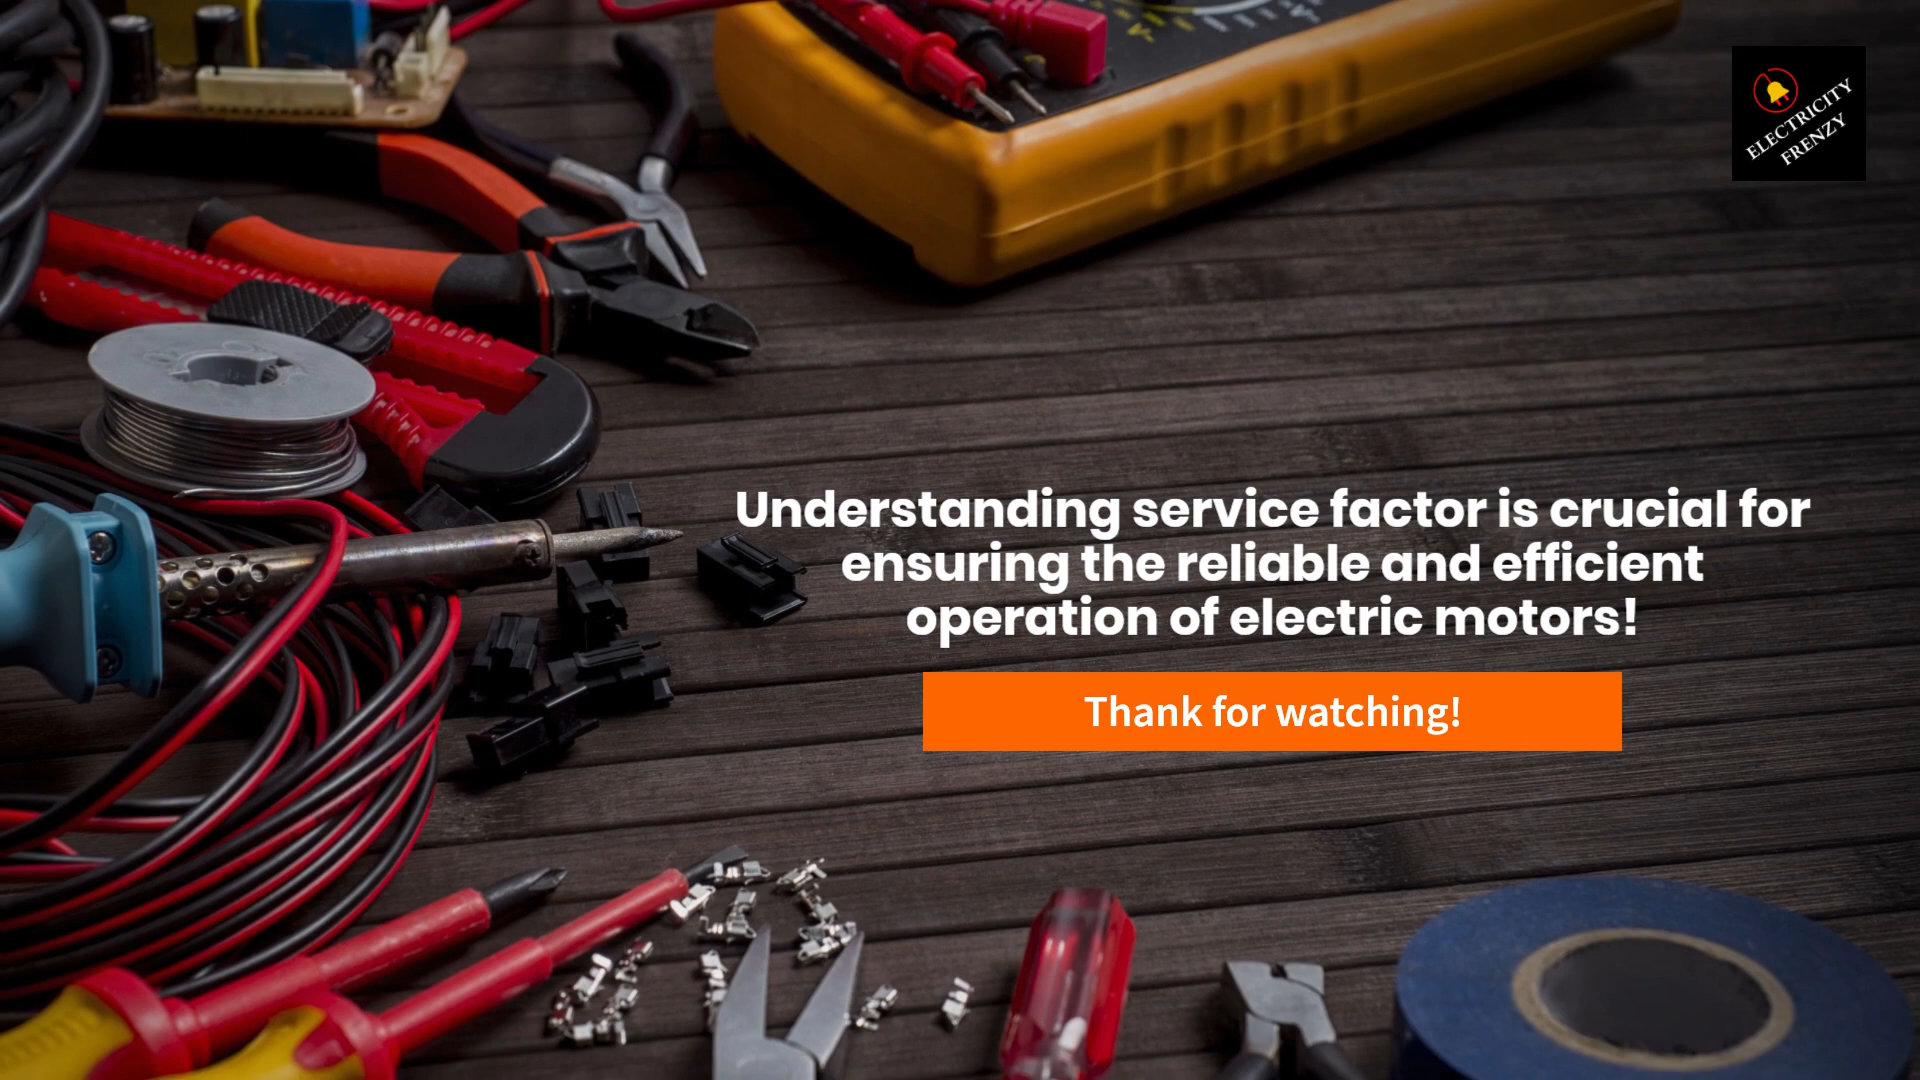 ELECTRICITY
FRENZY
Understanding service factor is crucial for
ensuring the reliable and efficient
operation of electric motors!
Thank for watching!